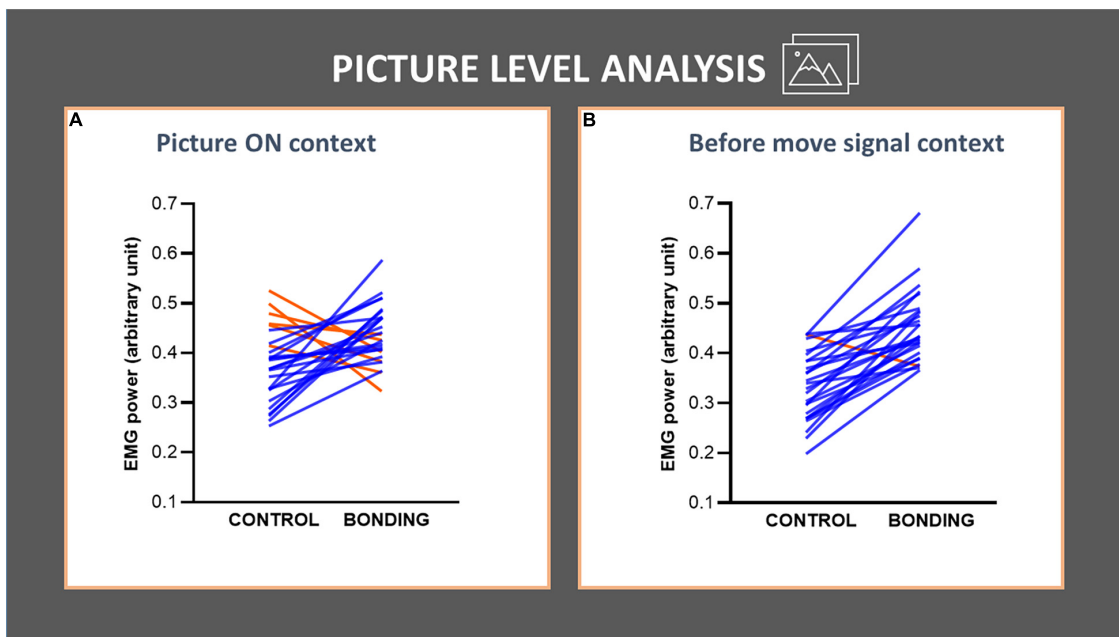 PICTURE LEVEL ANALYSIS
A
Picture ON context
EMG power (arbitrary unit)
0.7
0.6
0.5
0.4
0.3
0.2
0.1
CONTROL BONDING
B
Before move signal context
EMG power (arbitrary unit)
0.7
0.6
0.5
0.4
0.3
0.2
0.1
CONTROL BONDING